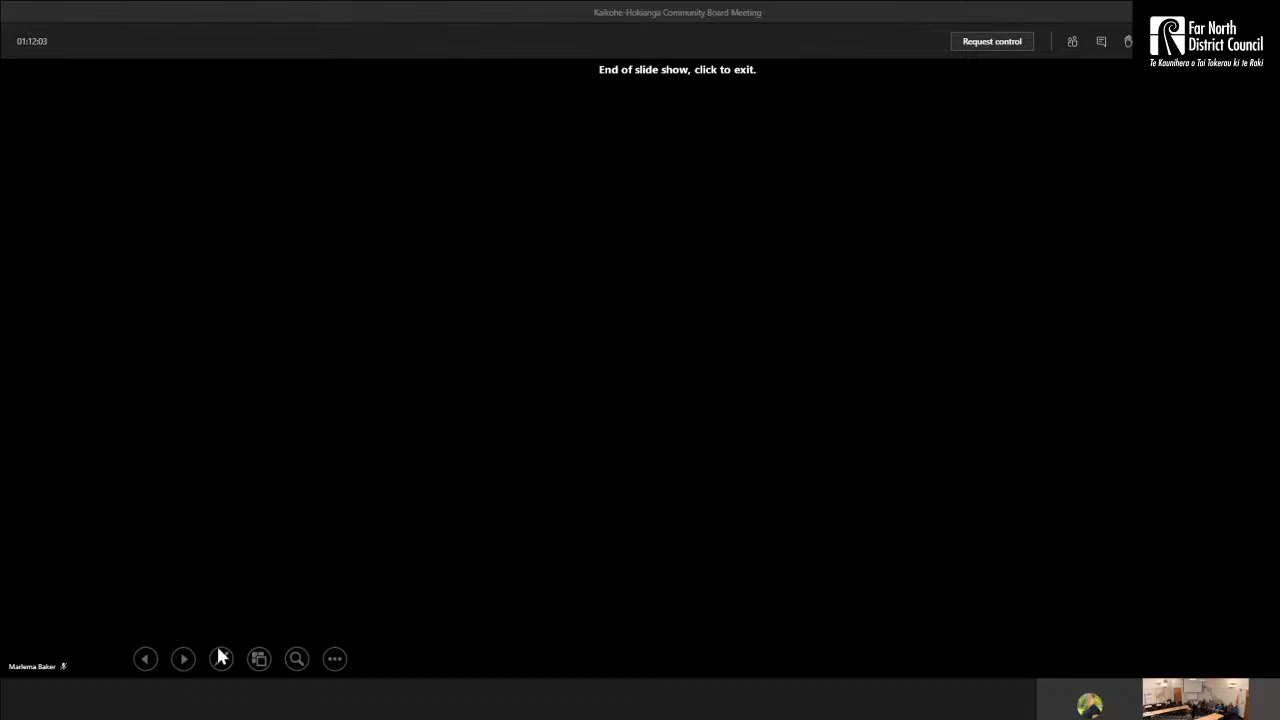 Kaikohe-Hokianga Community Board Meeting
01:12:03
Request control
Far North
District Council
Te Kaunihera o Tai Tokerau ki te Raki
End of slide show, click to exit.
Marlema Baker